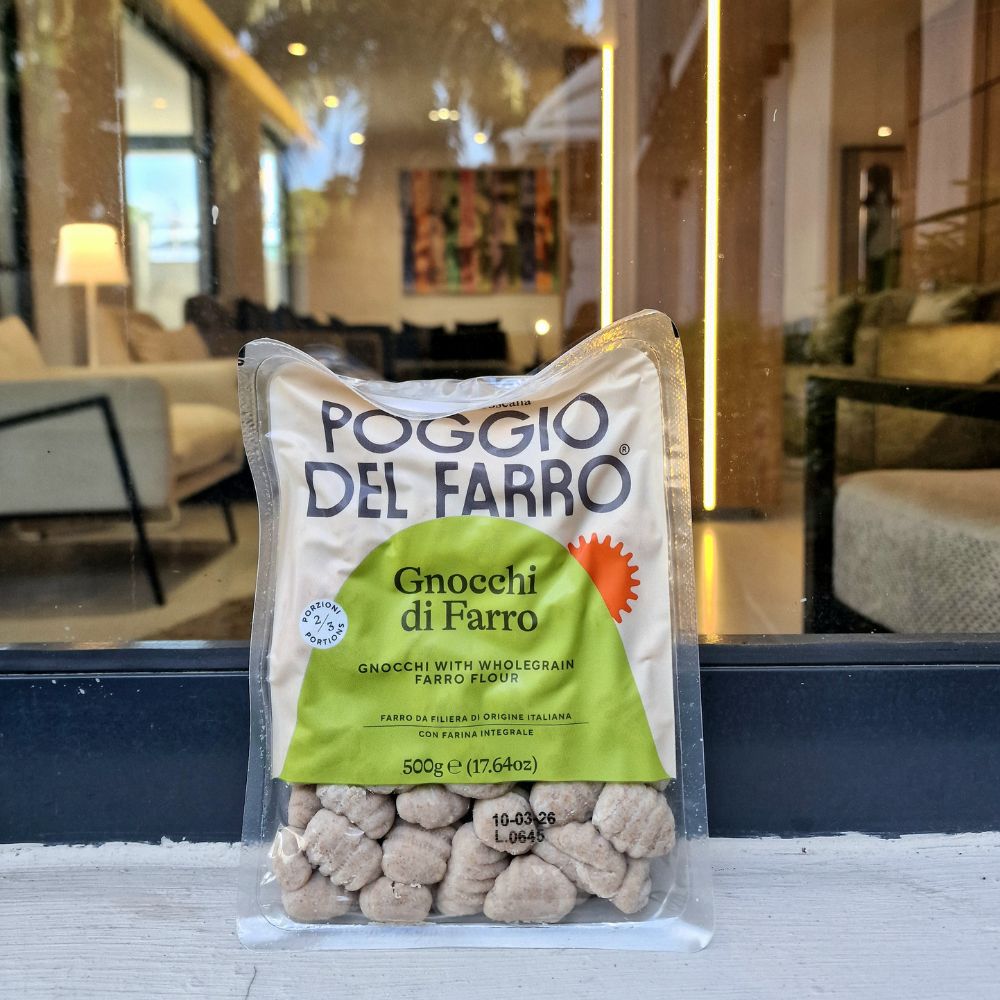 POGGIO
DEL FARRO®
Gnocchi
di Farro
PORZIONI
2/3
PORTIONS
GNOCCHI WITH WHOLEGRAIN
FARRO FLOUR
FARRO DA FILIERA DI ORIGINE ITALIANA
CON FARINA INTEGRALE
500g ℮ (17.64oz)
10-03-26
L.0645